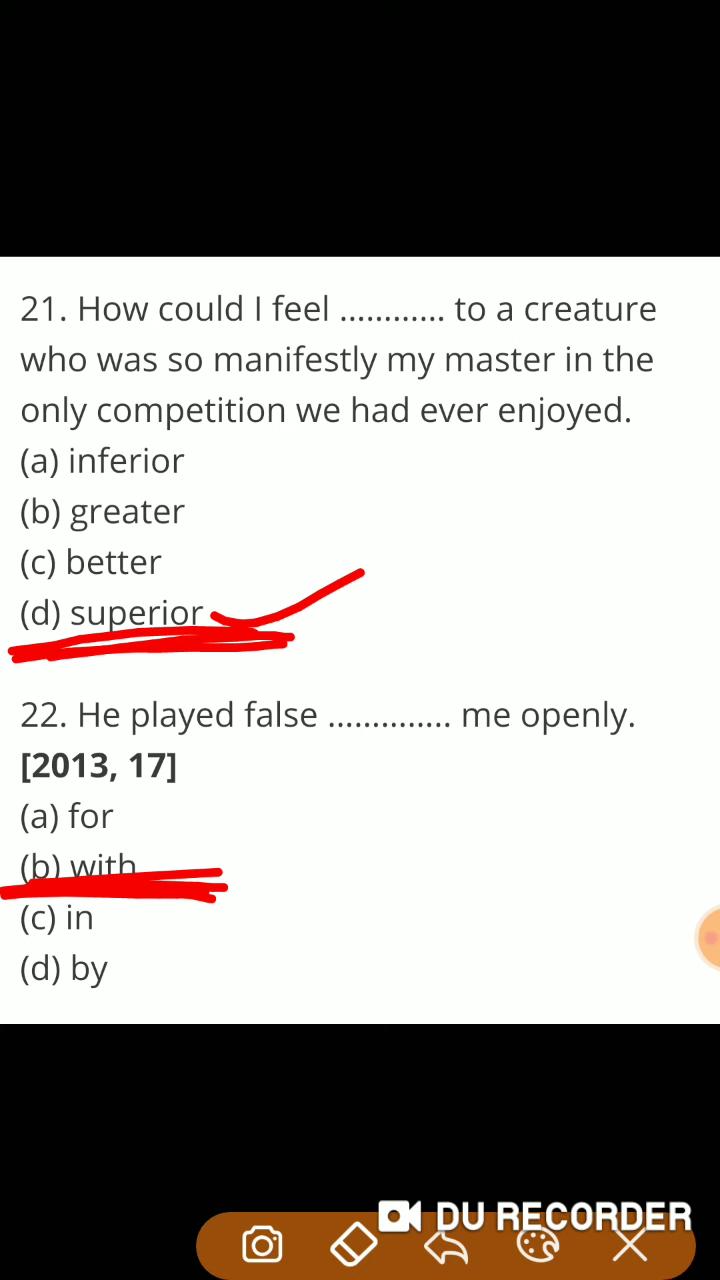 21. How could I feel ............ to a creature
who was so manifestly my master in the
only competition we had ever enjoyed.
(a) inferior
(b) greater
(c) better
(d) superior
22. He played false .............. me openly.
[2013, 17]
(a) for
(b) with
(c) in
(d) by
DU RECORDER